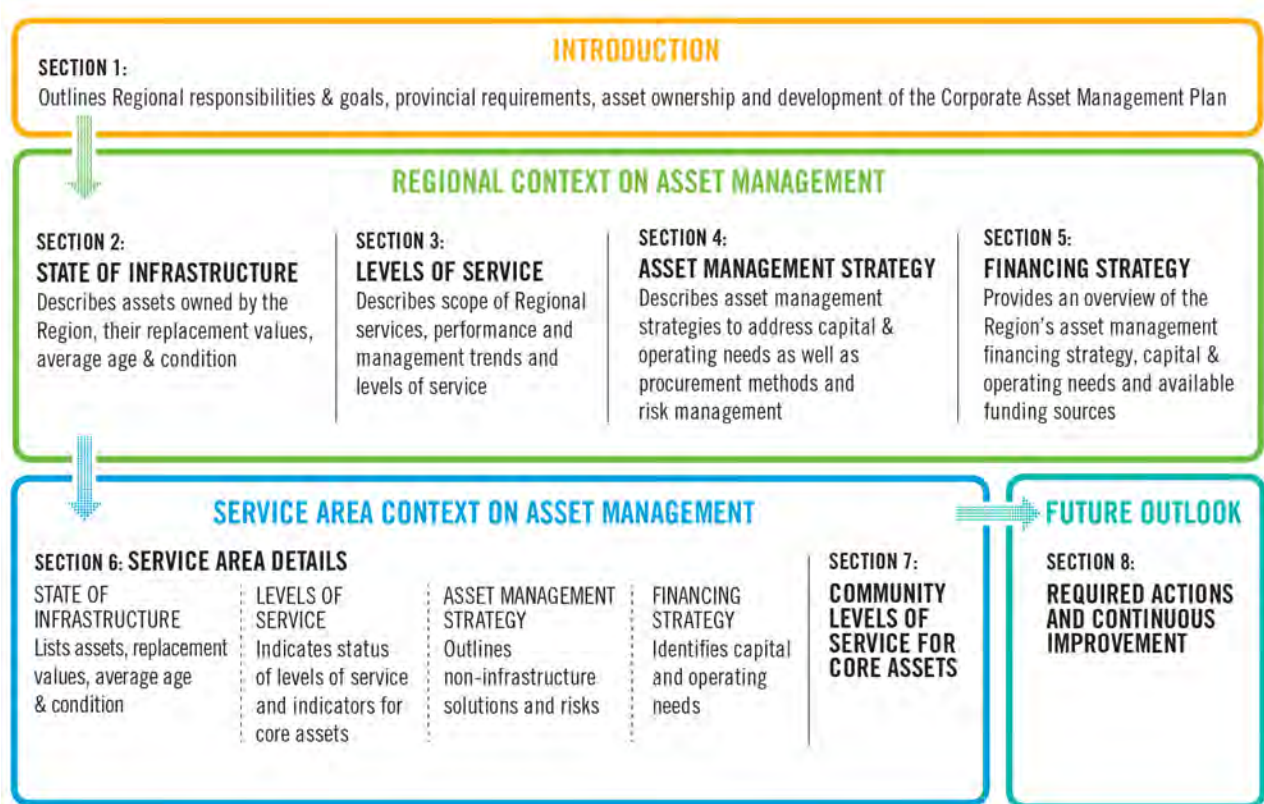 INTRODUCTION
SECTION 1:
Outlines Regional responsibilities & goals, provincial requirements, asset ownership and development of the Corporate Asset Management Plan
REGIONAL CONTEXT ON ASSET MANAGEMENT
SECTION 2:
STATE OF INFRASTRUCTURE
Describes assets owned by the
Region, their replacement values,
average age & condition
SECTION 3:
LEVELS OF SERVICE
Describes scope of Regional
services, performance and
management trends and
levels of service
SECTION 4:
ASSET MANAGEMENT STRATEGY
Describes asset management
strategies to address capital &
operating needs as well as
procurement methods and
risk management
SECTION 5:
FINANCING STRATEGY
Provides an overview of the
Region's asset management
financing strategy, capital &
operating needs and available
funding sources
SERVICE AREA CONTEXT ON ASSET MANAGEMENT
SECTION 6: SERVICE AREA DETAILS
STATE OF
INFRASTRUCTURE
Lists assets, replacement
values, average age
& condition
LEVELS OF
SERVICE
Indicates status
of levels of service
and indicators for
core assets
ASSET MANAGEMENT
STRATEGY
Outlines
non-infrastructure
solutions and risks
FINANCING
STRATEGY
Identifies capital
and operating
needs
SECTION 7:
COMMUNITY
LEVELS OF
SERVICE FOR
CORE ASSETS
FUTURE OUTLOOK
SECTION 8:
REQUIRED ACTIONS
AND CONTINUOUS
IMPROVEMENT